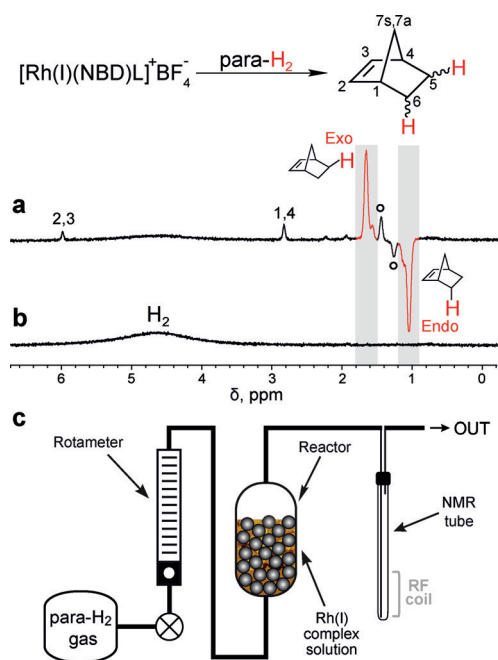 7s,7a
[Rh(I)(NBD)L]⁺BF₄⁻
para-H₂
3
4
2
1
5
H
6
H
Exo
H
a
2,3
1,4
H
Endo
b
H₂
6 5 4 3 2 1 0
δ, ppm
c
OUT
Rotameter
Reactor
NMR
tube
RF
coil
para-H₂
gas
Rh(I)
complex
solution